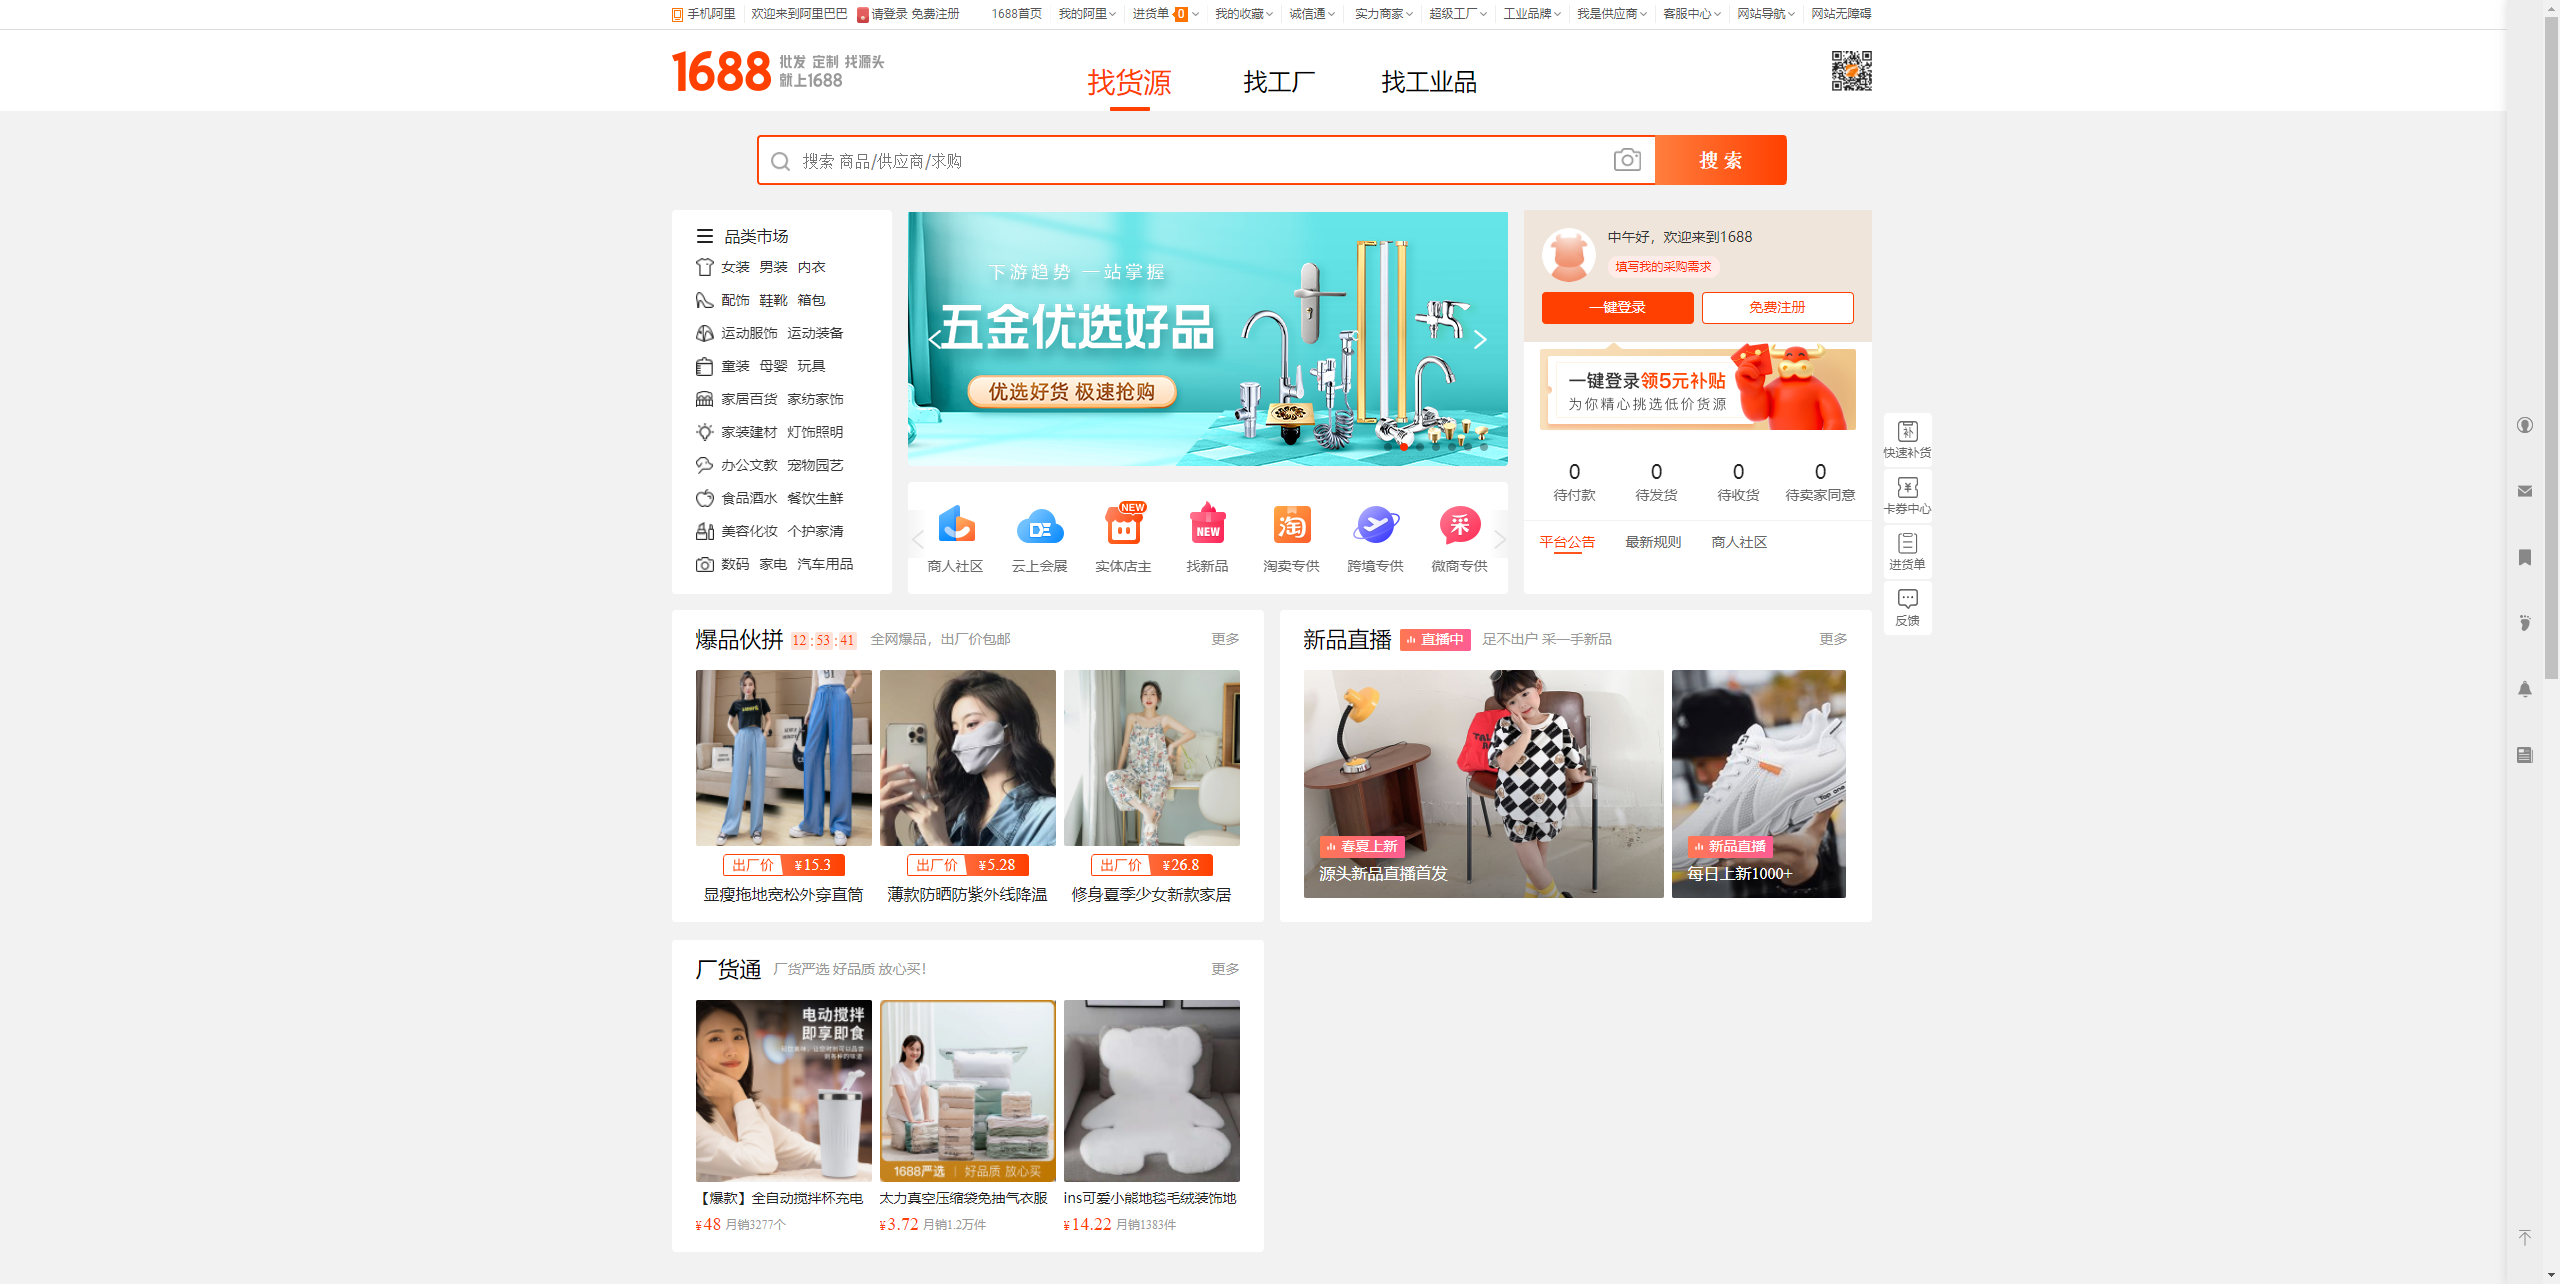 手机阿里 欢迎来到阿里巴巴 请登录 免费注册 1688首页 我的阿里 进货单 0 我的收藏 诚信通 实力商家 超级工厂 工业品牌 我是供应商 客服中心 网站导航 网站无障碍
1688 批发 定制 找源头
就上1688
找货源 找工厂 找工业品
搜索 商品/供应商/求购 搜 索
品类市场
女装 男装 内衣
配饰 鞋靴 箱包
运动服饰 运动装备
童装 母婴 玩具
家居百货 家纺家饰
家装建材 灯饰照明
办公文教 宠物园艺
食品酒水 餐饮生鲜
美容化妆 个护家清
数码 家电 汽车用品
下游趋势 一站掌握
五金优选好品
优选好货 极速抢购
DE NEW NEW 淘 采
商人社区 云上会展 实体店主 找新品 淘卖专供 跨境专供 微商专供
中午好，欢迎来到1688
填写我的采购需求
一键登录 免费注册
一键登录领5元补贴
为你精心挑选低价货源
0 0 0 0
待付款 待发货 待收货 待卖家同意
平台公告 最新规则 商人社区
补
快速补货
卡券中心
进货单
反馈
爆品伙拼 12 : 53 : 41 全网爆品，出厂价包邮 更多
出厂价 ¥15.3 出厂价 ¥5.28 出厂价 ¥26.8
显瘦拖地宽松外穿直筒 薄款防晒防紫外线降温 修身夏季少女新款家居
新品直播 直播中 足不出户 采一手新品 更多
春夏上新
源头新品直播首发
Top one
新品直播
每日上新1000+
厂货通 厂货严选 好品质 放心买！ 更多
电动搅拌
即享即食
1688严选 | 好品质 放心买
【爆款】全自动搅拌杯充电 太力真空压缩袋免抽气衣服 ins可爱小熊地毯毛绒装饰地
¥48 月销3277个 ¥3.72 月销1.2万件 ¥14.22 月销1383件